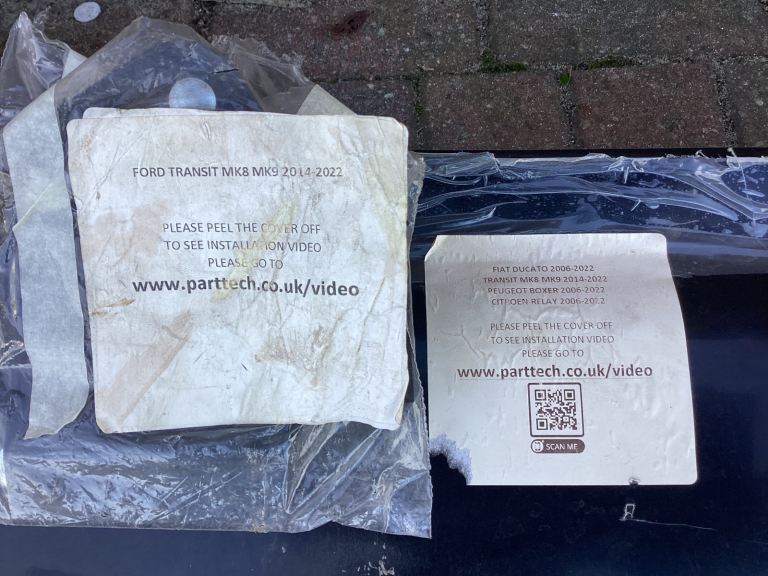 FORD TRANSIT MK8 MK9 2014-2022
PLEASE PEEL THE COVER OFF
TO SEE INSTALLATION VIDEO
PLEASE GO TO
www.parttech.co.uk/video
FIAT DUCATO 2006-2022
TRANSIT MK8 MK9 2014-2022
PEUGEOT BOXER 2006-2022
CITROEN RELAY 2006-2022
PLEASE PEEL THE COVER OFF
TO SEE INSTALLATION VIDEO
PLEASE GO TO
www.parttech.co.uk/video
SCAN ME